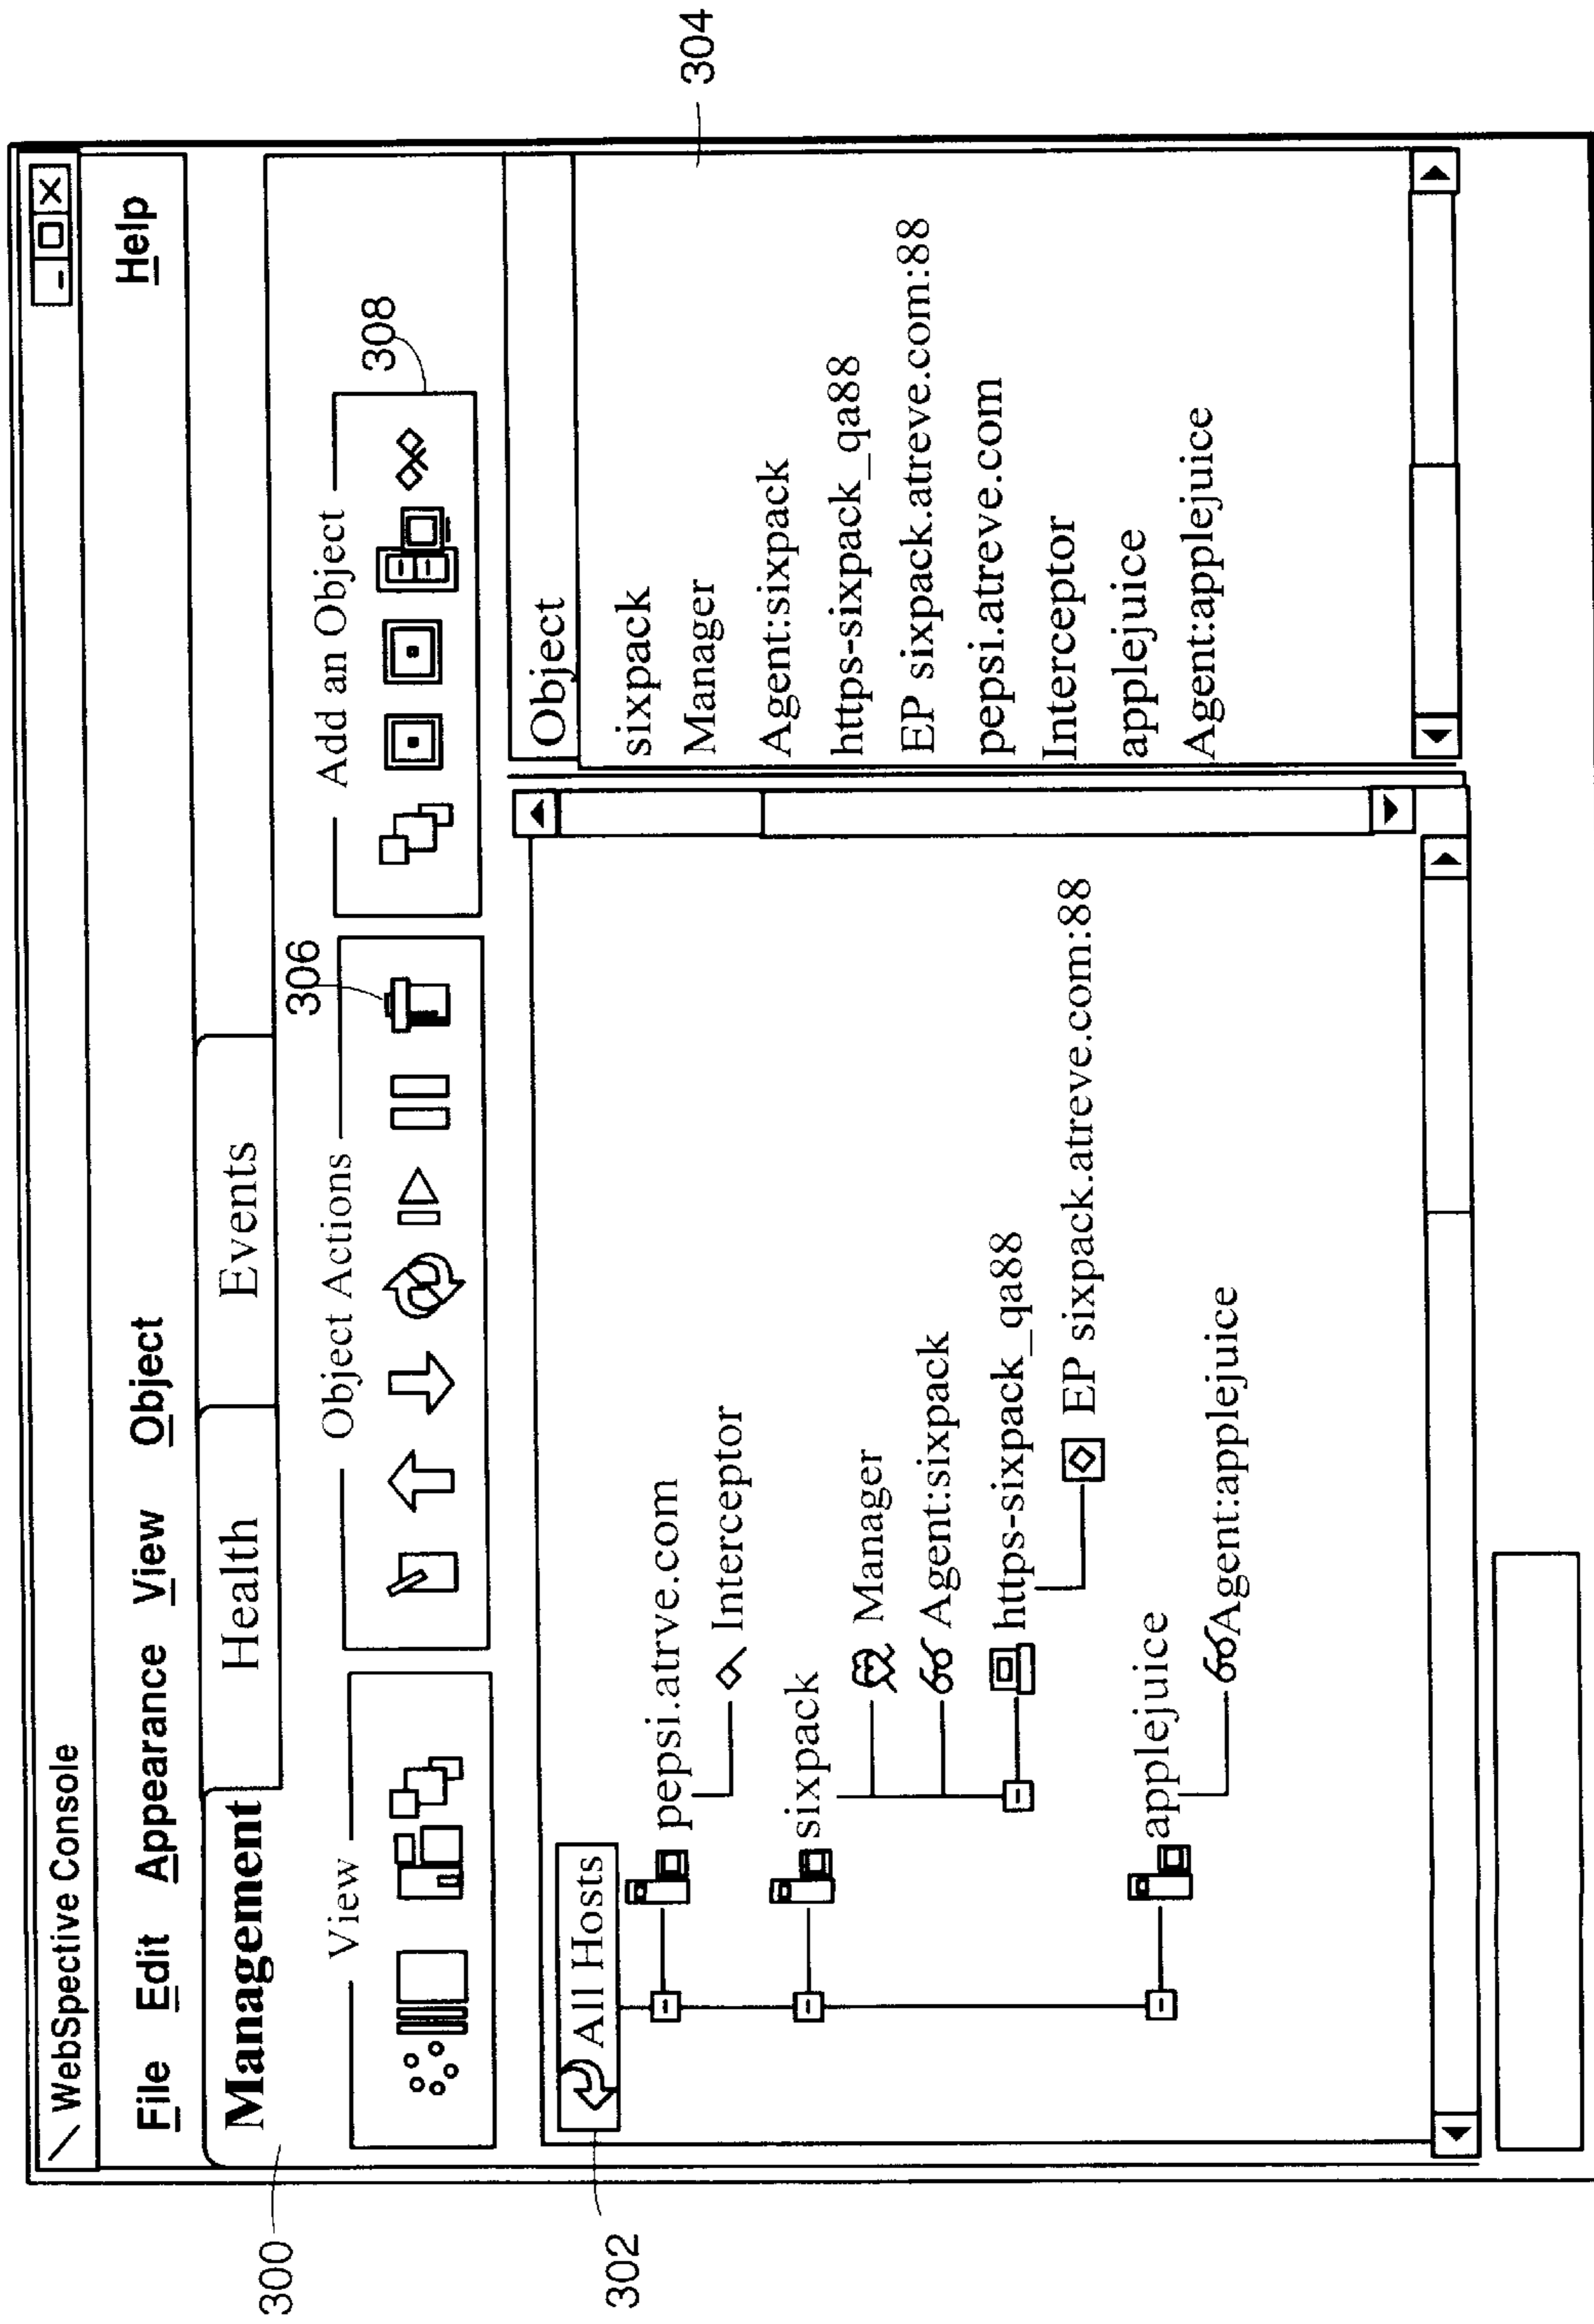 WebSpective Console
File Edit Appearance View Object Help
300
Management Health Events
View
Object Actions
306
Add an Object
308
302
All Hosts
pepsi.atrve.com
Interceptor
sixpack
Manager
Agent:sixpack
https-sixpack_qa88
EP sixpack.atreve.com:88
applejuice
Agent:applejuice
Object
304
sixpack
Manager
Agent:sixpack
https-sixpack_qa88
EP sixpack.atreve.com:88
pepsi.atreve.com
Interceptor
applejuice
Agent:applejuice